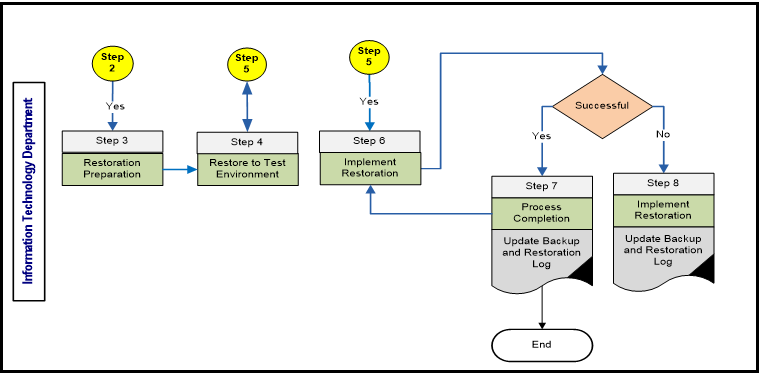 Information Technology Department
Step
2
Yes
Step 3
Restoration
Preparation
Step
5
Step 4
Restore to Test
Environment
Step
5
Yes
Step 6
Implement
Restoration
Successful
Yes
No
Step 7
Process
Completion
Update Backup
and Restoration
Log
Step 8
Implement
Restoration
Update Backup
and Restoration
Log
End